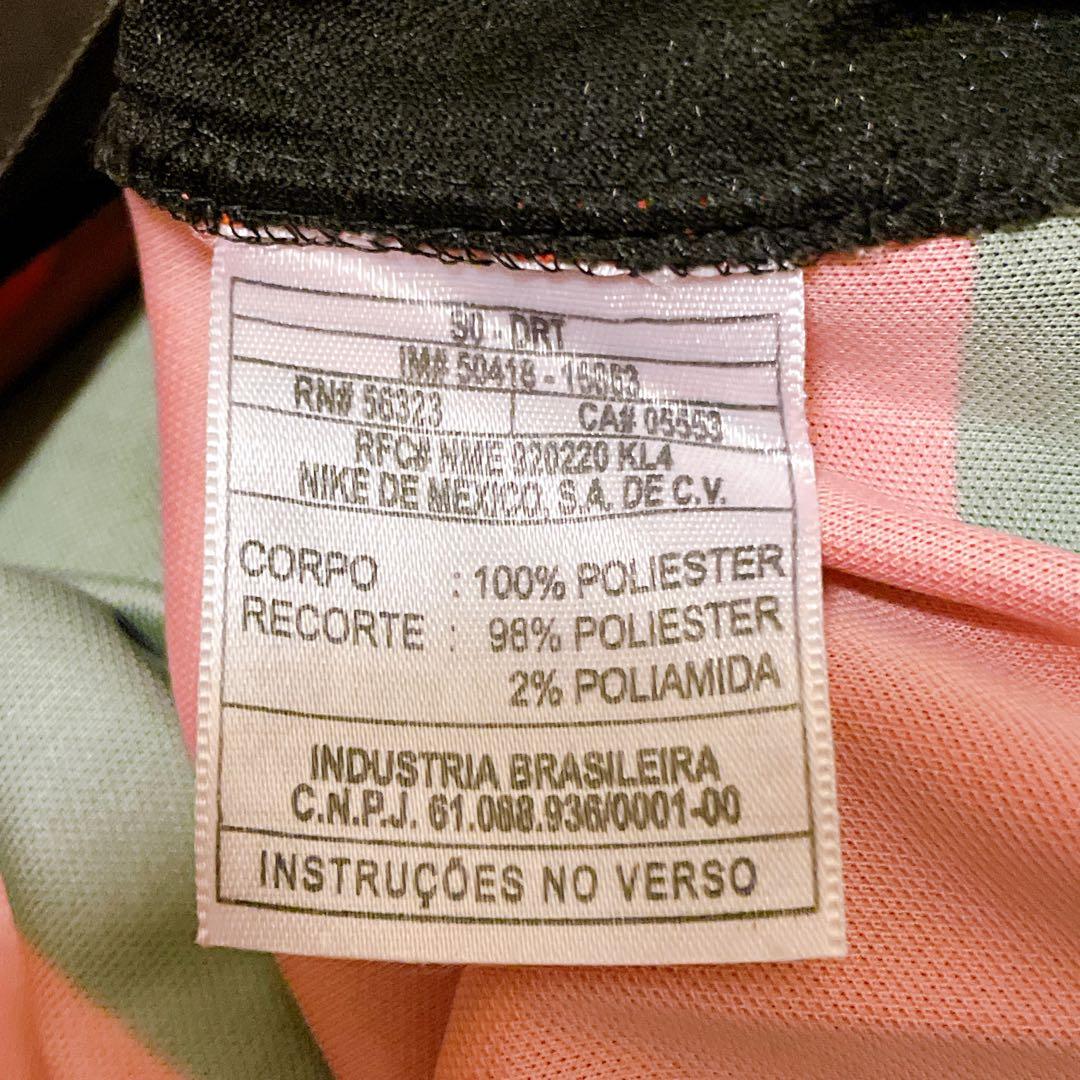 90 - DRT
IM# 50418 - 15053
RN# 56323 CA# 05553
RFC# NME 920220 KL4
NIKE DE MEXICO, S.A. DE C.V.
CORPO : 100% POLIESTER
RECORTE : 98% POLIESTER
2% POLIAMIDA
INDUSTRIA BRASILEIRA
C.N.P.J. 61.088.936/0001-00
INSTRUÇÕES NO VERSO